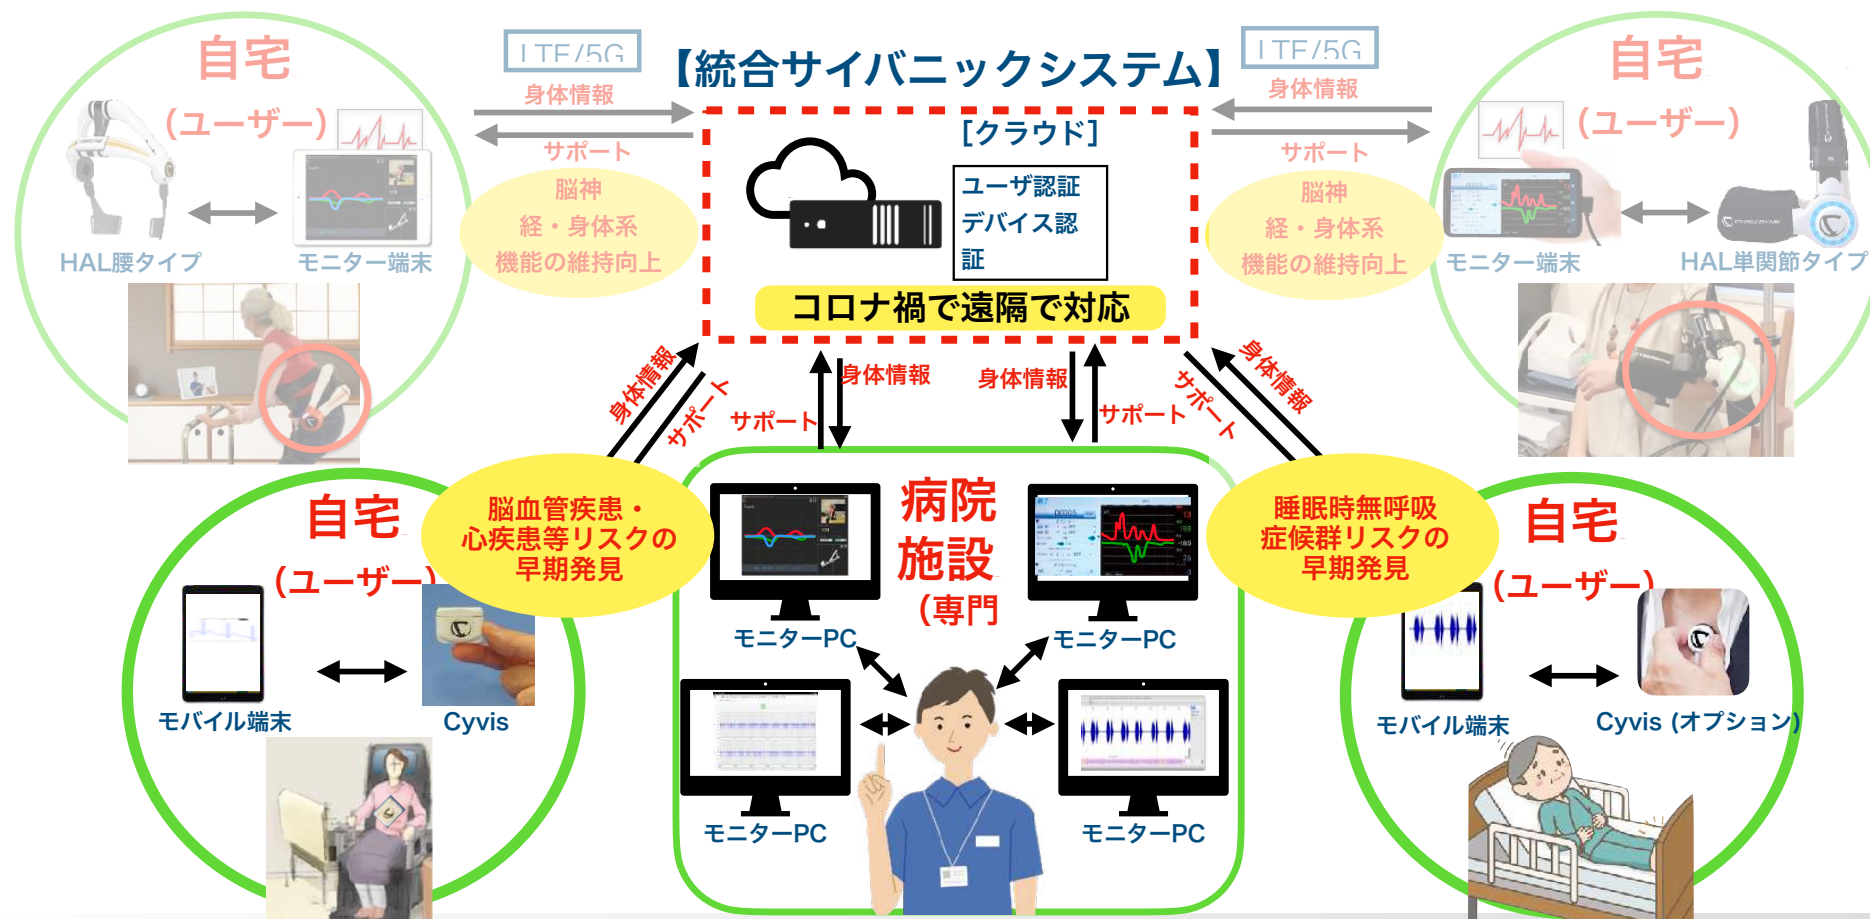 【統合サイバニックシステム】
自宅
(ユーザー)
HAL腰タイプ
モニター端末
LTE/5G
身体情報
サポート
脳神
経・身体系
機能の維持向上
[クラウド]
ユーザ認証
デバイス認
証
コロナ禍で遠隔で対応
LTE/5G
身体情報
サポート
脳神
経・身体系
機能の維持向上
自宅
(ユーザー)
モニター端末
HAL単関節タイプ
身体情報
サポート
サポート
身体情報
身体情報
サポート
サポート
身体情報
自宅
(ユーザー)
脳血管疾患・
心疾患等リスクの
早期発見
モバイル端末
Cyvis
病院
施設
(専門
モニターPC
モニターPC
モニターPC
モニターPC
睡眠時無呼吸
症候群リスクの
早期発見
自宅
(ユーザー)
モバイル端末
Cyvis (オプション)